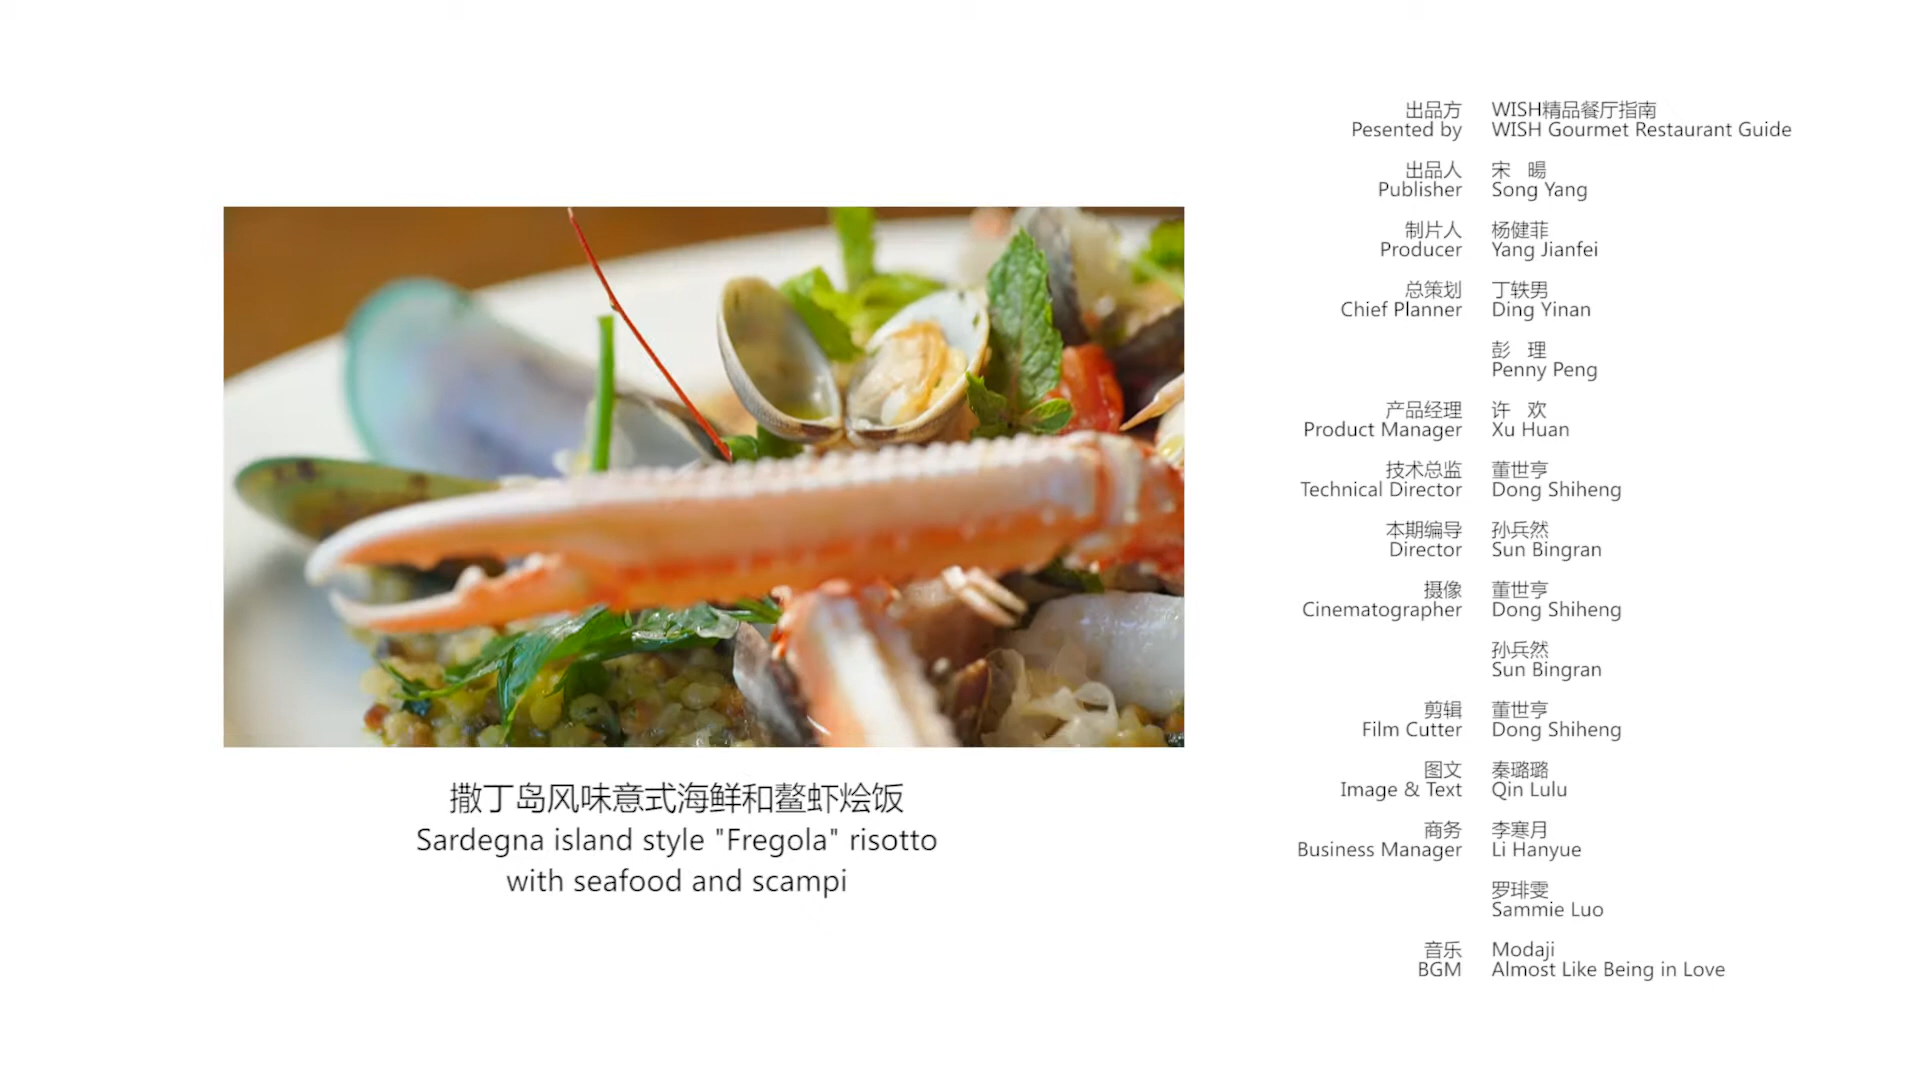 撒丁岛风味意式海鲜和鳌虾烩饭
Sardegna island style "Fregola" risotto
with seafood and scampi
出品方 WISH精品餐厅指南
Pesented by WISH Gourmet Restaurant Guide
出品人 宋 暘
Publisher Song Yang
制片人 杨健菲
Producer Yang Jianfei
总策划 丁轶男
Chief Planner Ding Yinan
彭 理
Penny Peng
产品经理 许 欢
Product Manager Xu Huan
技术总监 董世亨
Technical Director Dong Shiheng
本期编导 孙兵然
Director Sun Bingran
摄像 董世亨
Cinematographer Dong Shiheng
孙兵然
Sun Bingran
剪辑 董世亨
Film Cutter Dong Shiheng
图文 秦璐璐
Image & Text Qin Lulu
商务 李寒月
Business Manager Li Hanyue
罗琲雯
Sammie Luo
音乐 Modaji
BGM Almost Like Being in Love